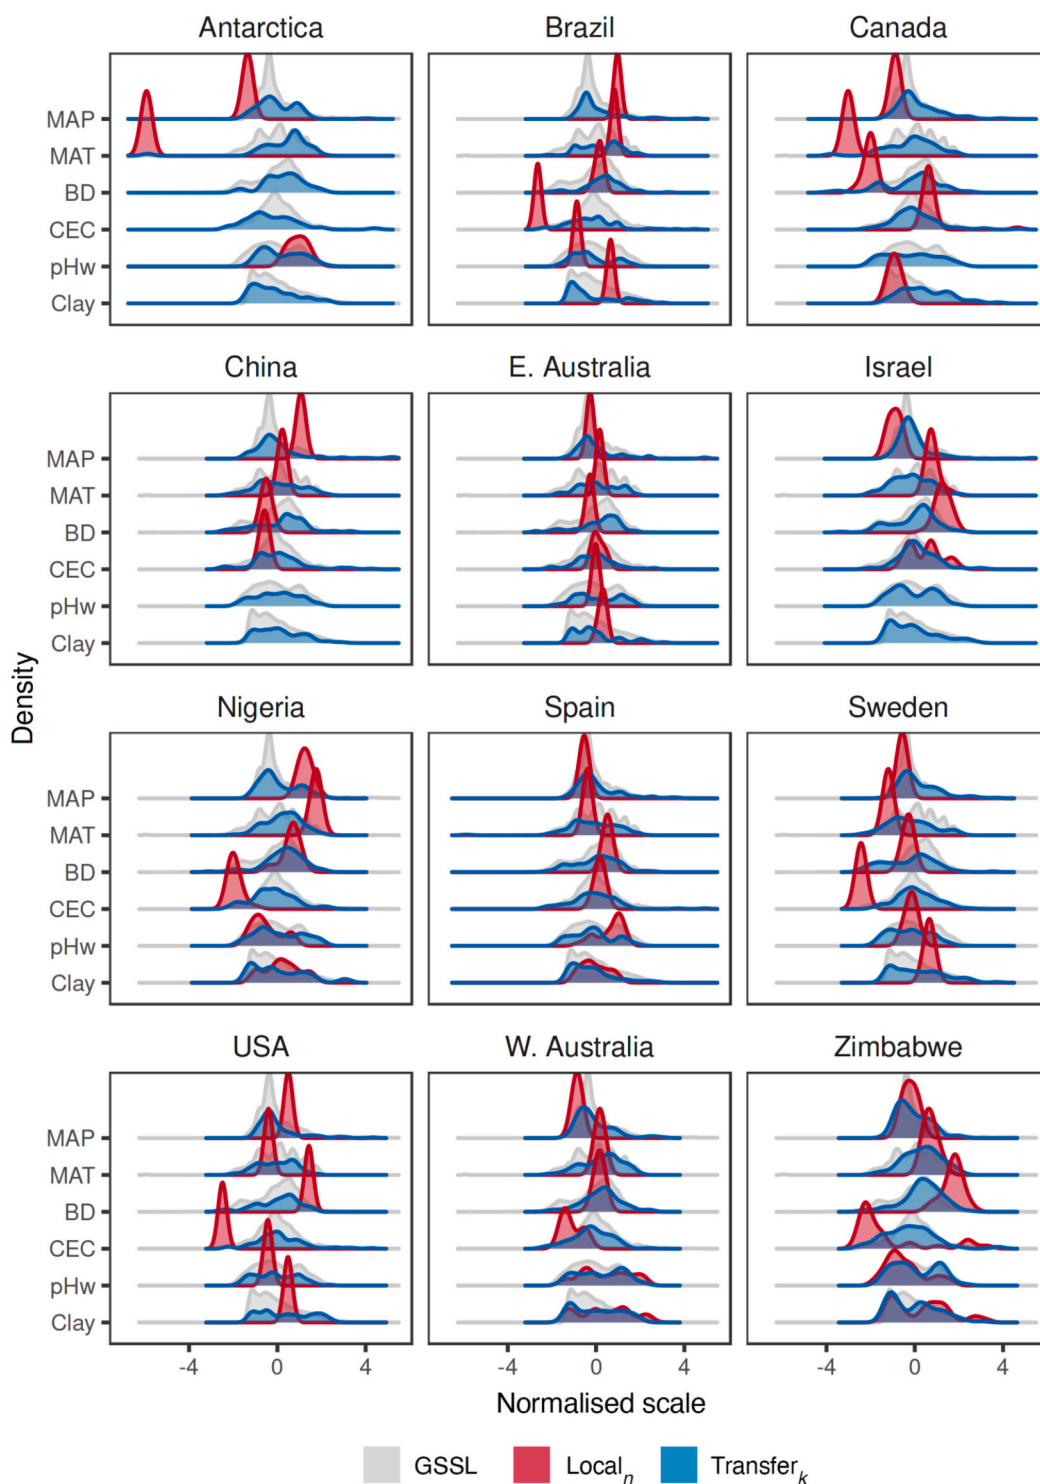 Antarctica Brazil Canada
MAP
MAT
BD
CEC
pHw
Clay
China E. Australia Israel
MAP
MAT
BD
CEC
pHw
Clay
Density
Nigeria Spain Sweden
MAP
MAT
BD
CEC
pHw
Clay
USA W. Australia Zimbabwe
MAP
MAT
BD
CEC
pHw
Clay
-4 0 4 -4 0 4 -4 0 4
Normalised scale
GSSL Localn Transferk